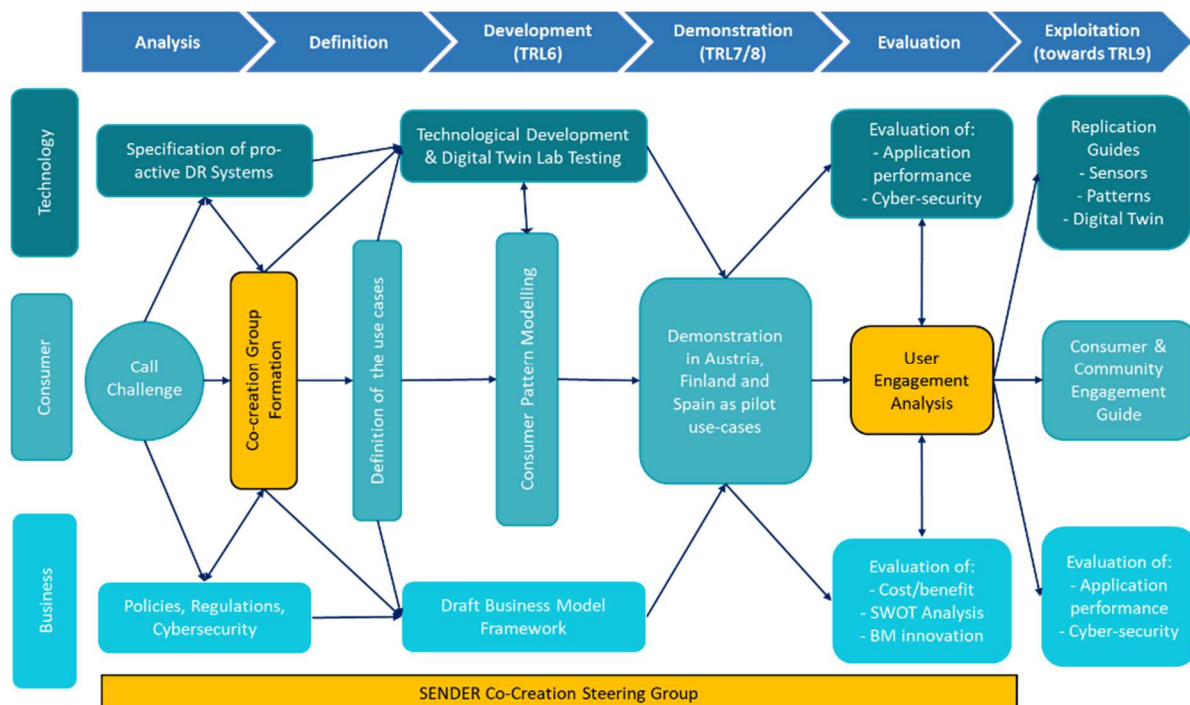 Analysis
Definition
Development
(TRL6)
Demonstration
(TRL7/8)
Evaluation
Exploitation
(towards TRL9)
Technology
Specification of pro-
active DR Systems
Technological Development
& Digital Twin Lab Testing
Evaluation of:
- Application
performance
- Cyber-security
Replication
Guides
- Sensors
- Patterns
- Digital Twin
Consumer
Call
Challenge
Co-creation Group
Formation
Definition of the use cases
Consumer Pattern Modelling
Demonstration
in Austria,
Finland and
Spain as pilot
use-cases
User
Engagement
Analysis
Consumer &
Community
Engagement
Guide
Business
Policies, Regulations,
Cybersecurity
Draft Business Model
Framework
Evaluation of:
- Cost/benefit
- SWOT Analysis
- BM innovation
Evaluation of:
- Application
performance
- Cyber-security
SENDER Co-Creation Steering Group